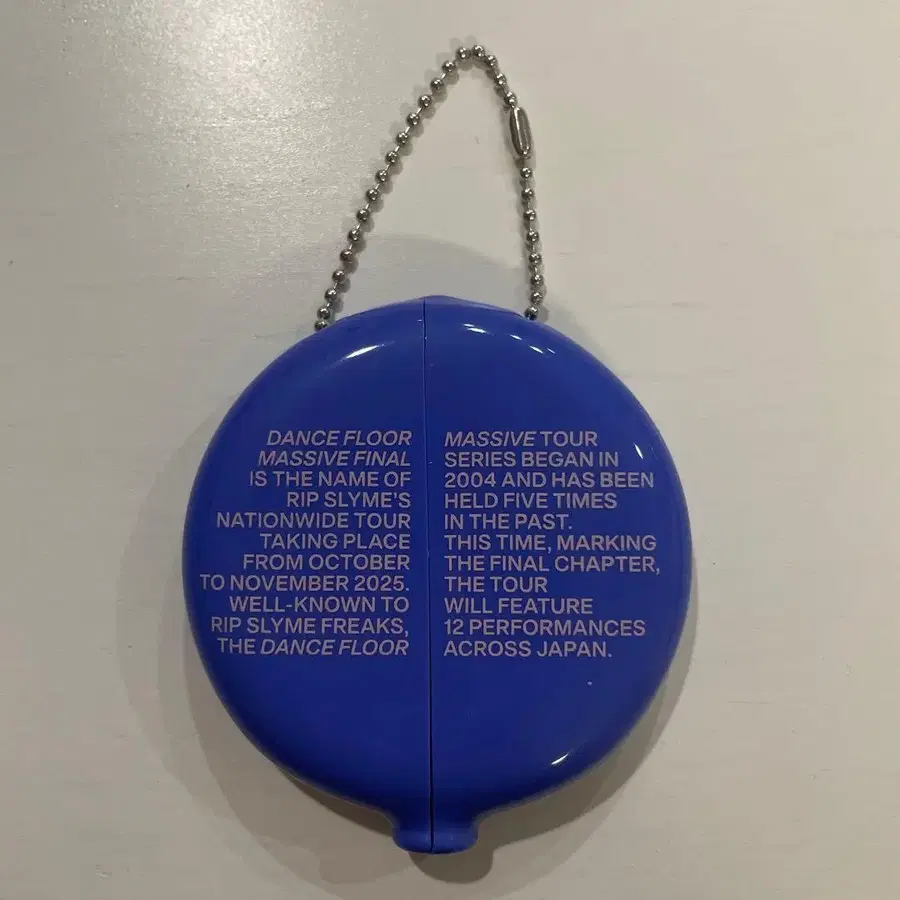 DANCE FLOOR
MASSIVE FINAL
IS THE NAME OF
RIP SLYME'S
NATIONWIDE TOUR
TAKING PLACE
FROM OCTOBER
TO NOVEMBER 2025.
WELL-KNOWN TO
RIP SLYME FREAKS,
THE DANCE FLOOR
MASSIVE TOUR
SERIES BEGAN IN
2004 AND HAS BEEN
HELD FIVE TIMES
IN THE PAST.
THIS TIME, MARKING
THE FINAL CHAPTER,
THE TOUR
WILL FEATURE
12 PERFORMANCES
ACROSS JAPAN.